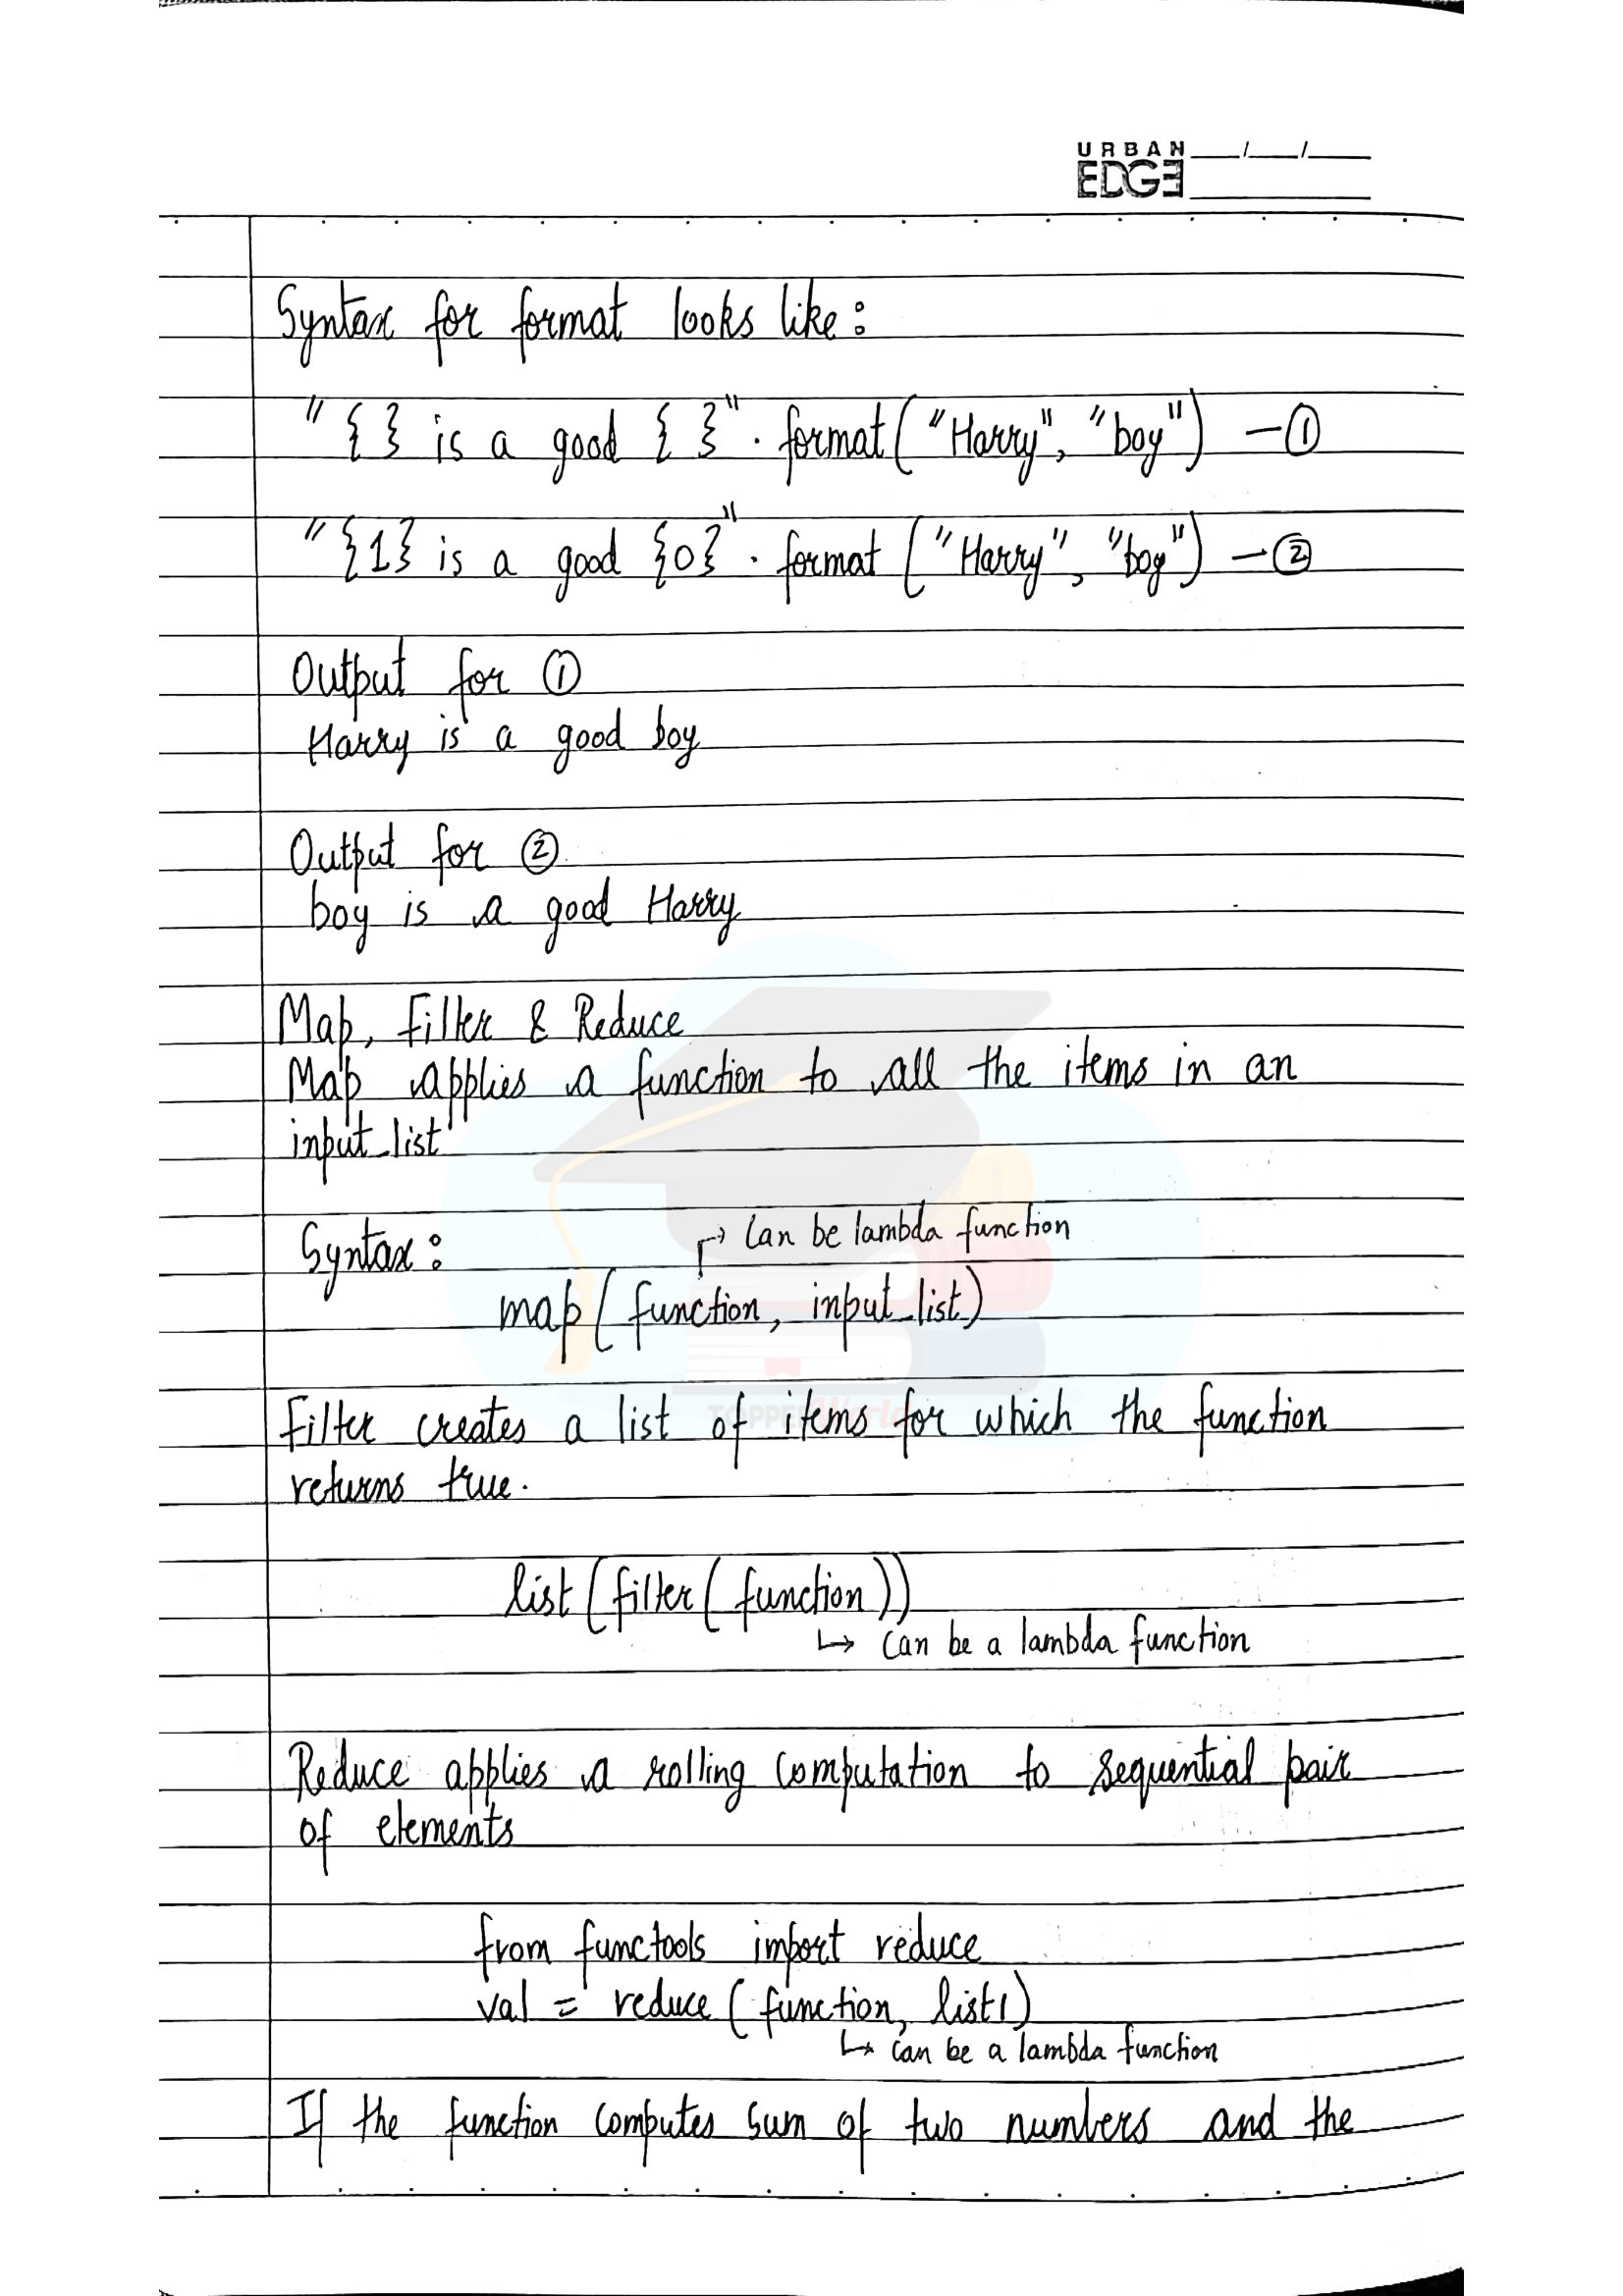 URBAN
EDGE
Syntax for format looks like:
"{ } is a good { }". format("Harry", "boy") - ①
"{1} is a good {0}". format ("Harry", "boy") - ②
Output for ①
Harry is a good boy
Output for ②
boy is a good Harry
Map, Filter & Reduce
Map applies a function to all the items in an
input_list
→ Can be lambda function
Syntax:
map(function, input_list)
TOPPER World
Filter creates a list of items for which the function
returns true.
list(filter(function))
↳ can be a lambda function
Reduce applies a rolling computation to sequential pair
of elements
from functools import reduce
val = reduce (function, list1)
↳ can be a lambda function
If the function computes sum of two numbers and the